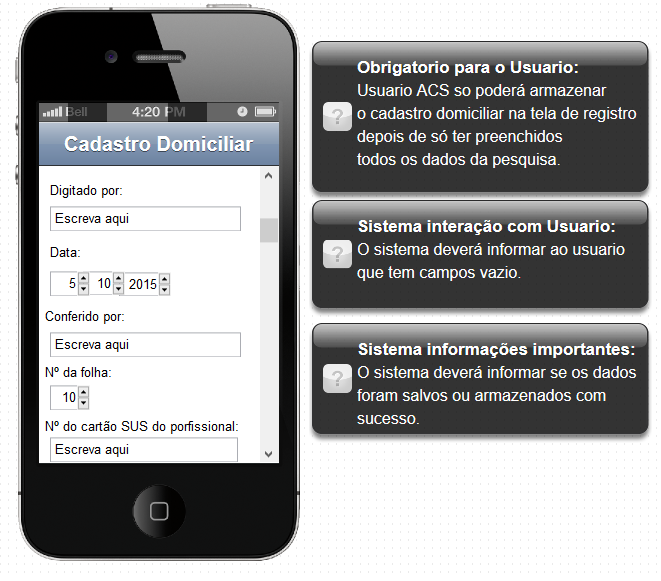 Bell 4:20 PM
Cadastro Domiciliar
Digitado por:
Escreva aqui
Data:
5 10 2015
Conferido por:
Escreva aqui
Nº da folha:
10
Nº do cartão SUS do porfissional:
Escreva aqui
?
Obrigatorio para o Usuario:
Usuario ACS so poderá armazenar
o cadastro domiciliar na tela de registro
depois de só ter preenchidos
todos os dados da pesquisa.
?
Sistema interação com Usuario:
O sistema deverá informar ao usuario
que tem campos vazio.
?
Sistema informações importantes:
O sistema deverá informar se os dados
foram salvos ou armazenados com
sucesso.